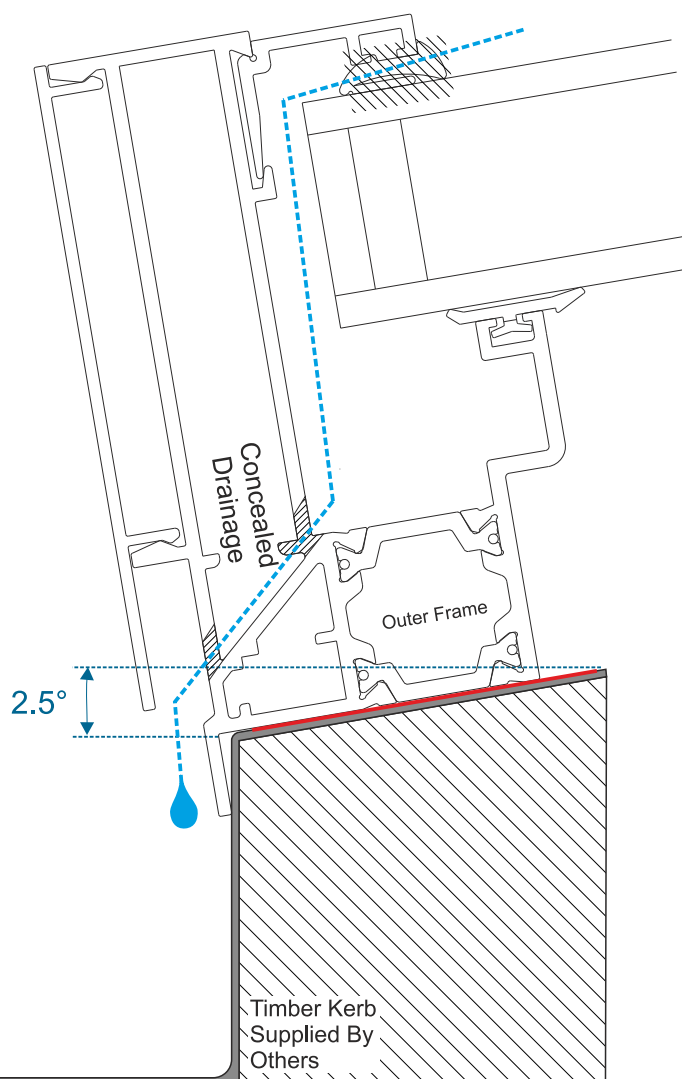 Concealed
Drainage
Outer Frame
2.5°
Timber Kerb
Supplied By
Others